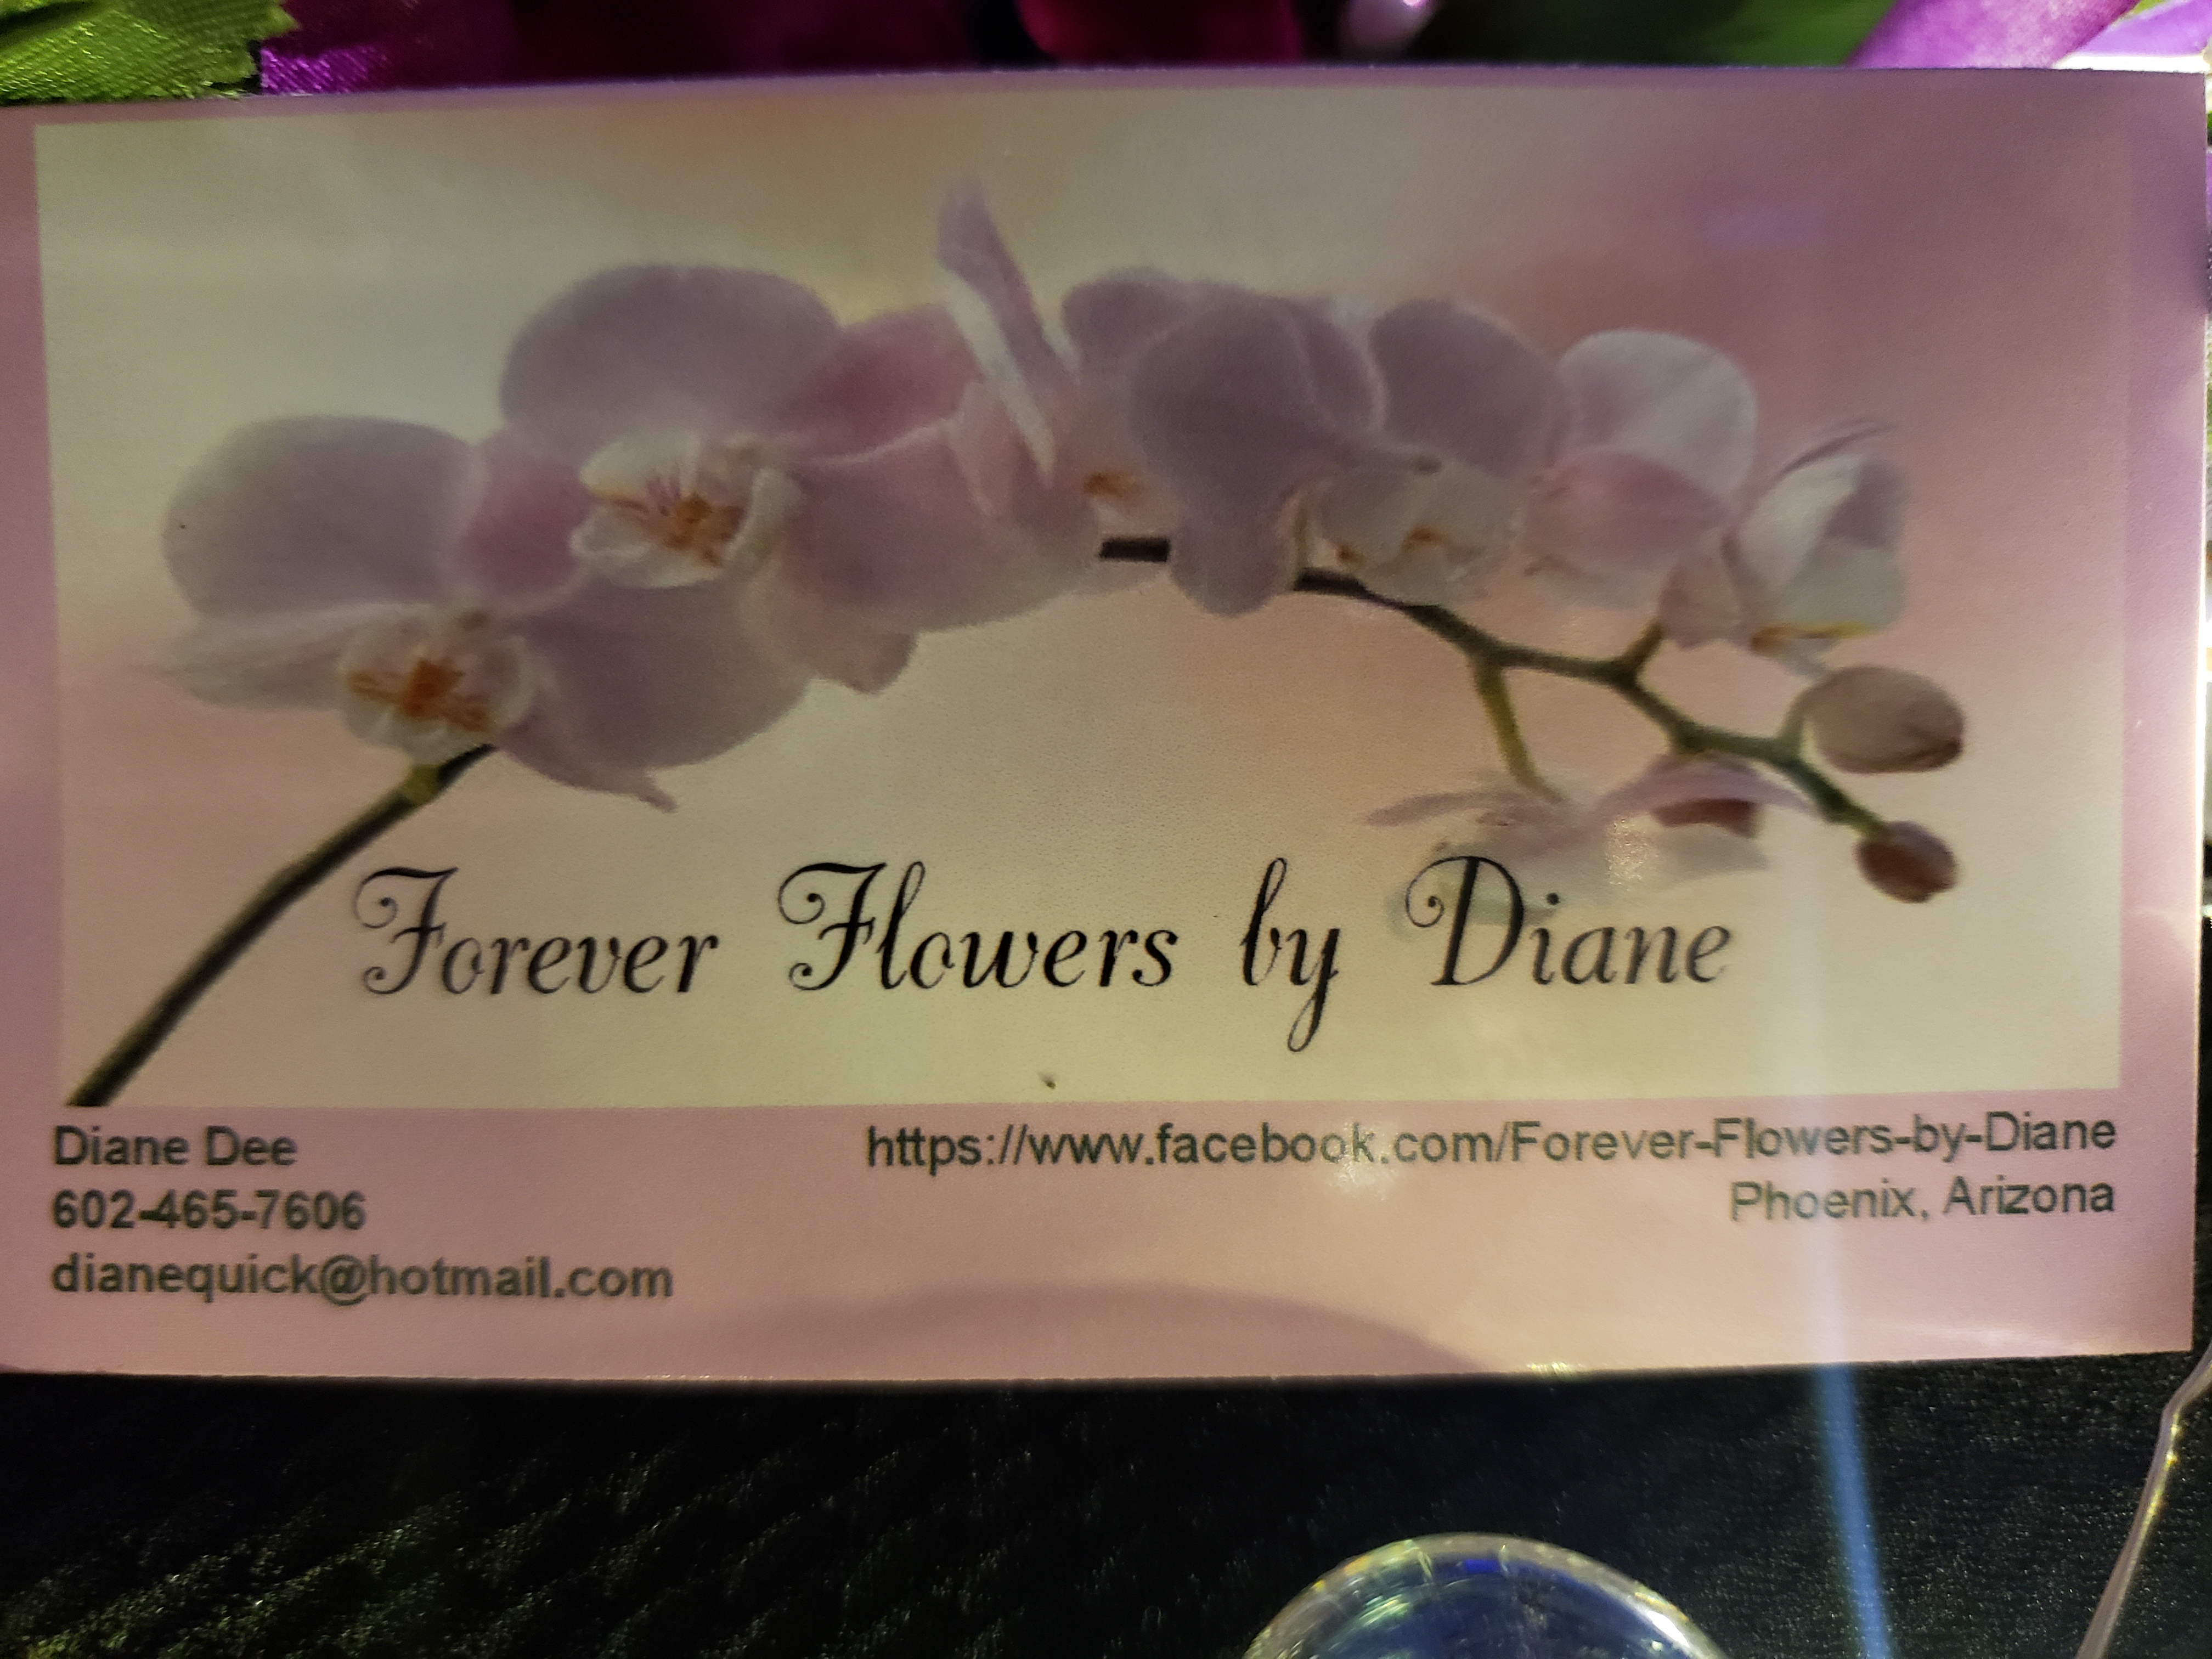 Forever Flowers by Diane
Diane Dee
602-465-7606
dianequick@hotmail.com
https://www.facebook.com/Forever-Flowers-by-Diane
Phoenix, Arizona